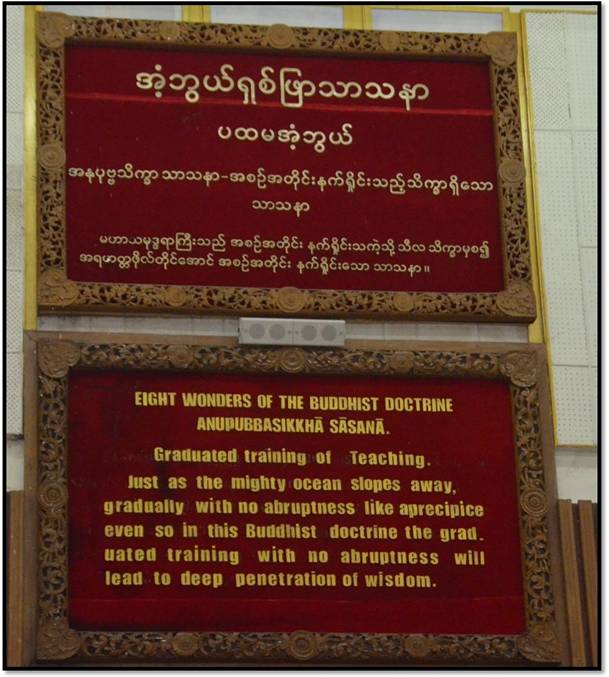 အံ့ဘွယ်ရှစ်ဖြာသာသနာ
ပထမအံ့ဘွယ်
အနုပုဗ္ဗသိက္ခာ သာသနာ-အစဉ်အတိုင်းနက်ရှိုင်းသည့်သိက္ခာရှိသော
သာသနာ
မဟာသမုဒ္ဒရာကြီးသည် အစဉ်အတိုင်း နက်ရှိုင်းသကဲ့သို့ သီလ သိက္ခာမှစ၍
အရဟတ္တဖိုလ်တိုင်အောင် အစဉ်အတိုင်း နက်ရှိုင်းသော သာသနာ။
EIGHT WONDERS OF THE BUDDHIST DOCTRINE
ANUPUBBASIKKHĀ SĀSANĀ.
Graduated training of Teaching.
Just as the mighty ocean slopes away,
gradually with no abruptness like aprecipice
even so in this Buddhist doctrine the grad-
uated training with no abruptness will
lead to deep penetration of wisdom.